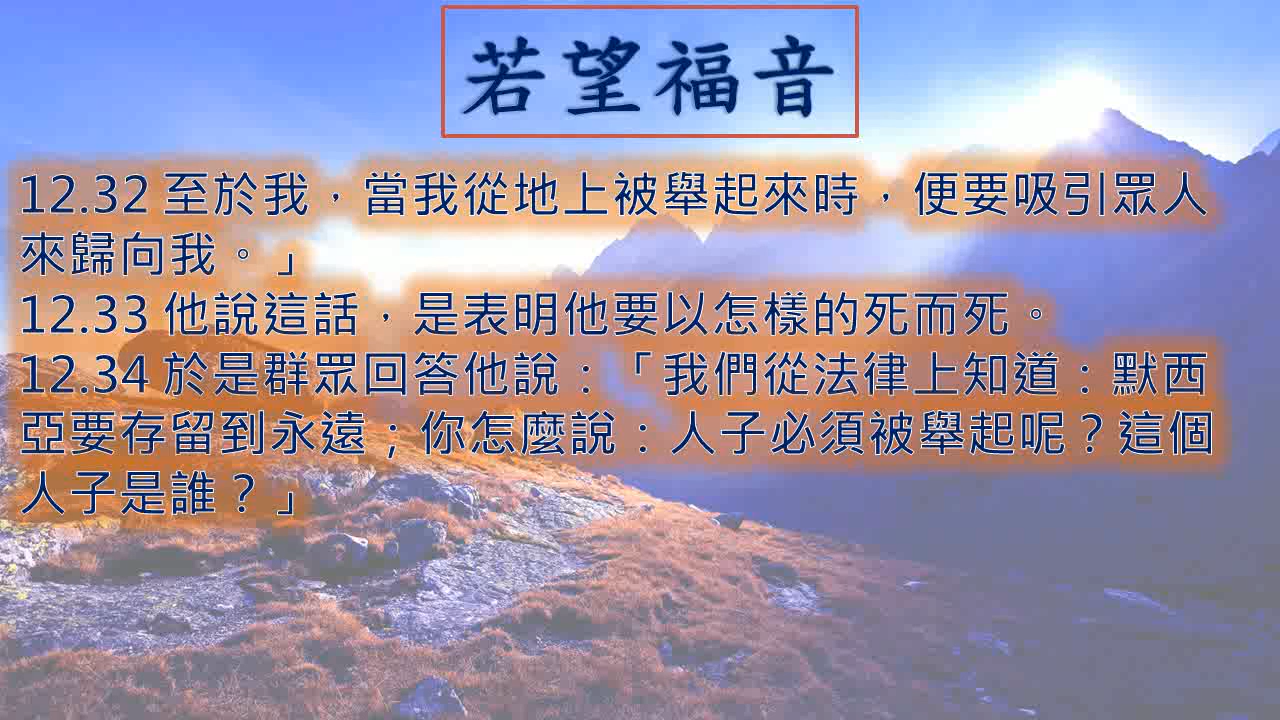 若望福音
12.32 至於我，當我從地上被舉起來時，便要吸引眾人
來歸向我。」
12.33 他說這話，是表明他要以怎樣的死而死。
12.34 於是群眾回答他說：「我們從法律上知道：默西
亞要存留到永遠；你怎麼說：人子必須被舉起呢？這個
人子是誰？」